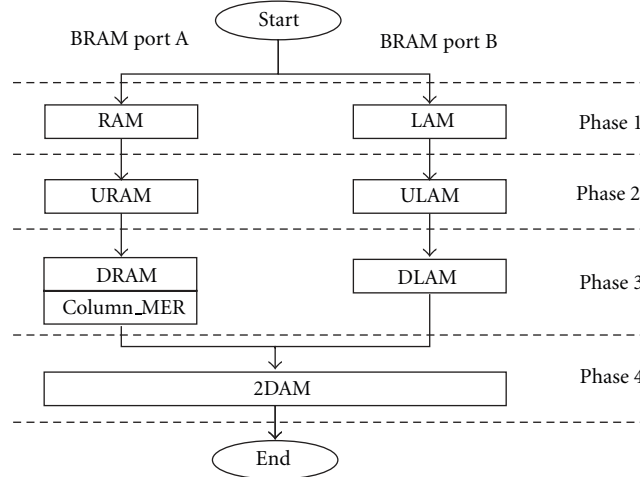 Start
BRAM port A
BRAM port B
RAM
LAM
Phase 1
URAM
ULAM
Phase 2
DRAM
DLAM
Column_MER
Phase 3
2DAM
Phase 4
End